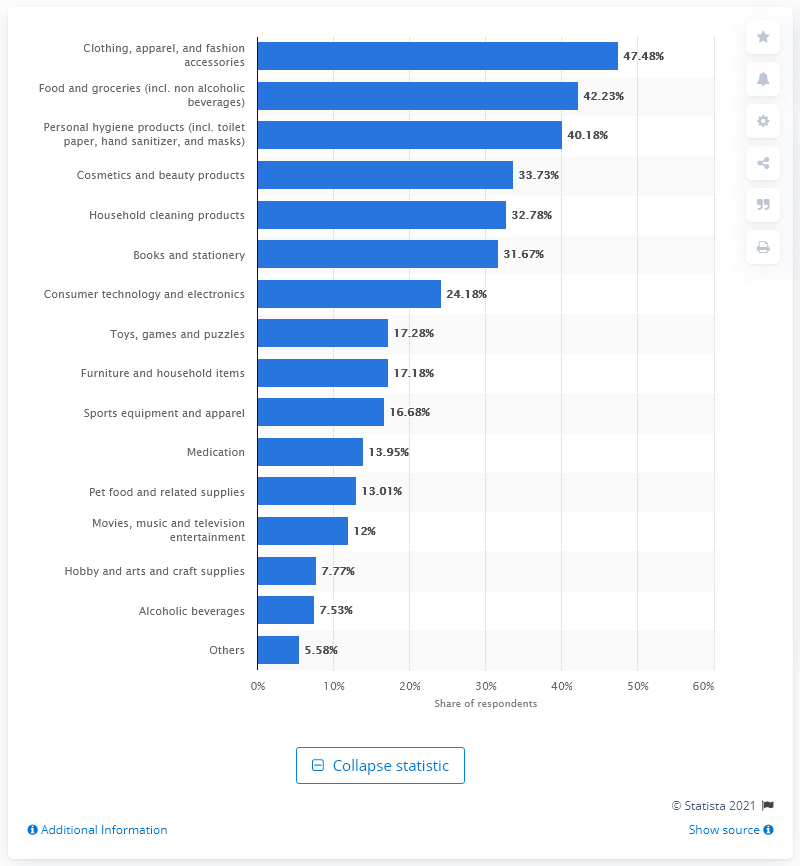 Clothing, apparel, and fashion
accessories
47.48%
Food and groceries (incl. non alcoholic
beverages)
42.23%
Personal hygiene products (incl. toilet
paper, hand sanitizer, and masks)
40.18%
Cosmetics and beauty products
33.73%
Household cleaning products
32.78%
Books and stationery
31.67%
Consumer technology and electronics
24.18%
Toys, games and puzzles
17.28%
Furniture and household items
17.18%
Sports equipment and apparel
16.68%
Medication
13.95%
Pet food and related supplies
13.01%
Movies, music and television
entertainment
12%
Hobby and arts and craft supplies
7.77%
Alcoholic beverages
7.53%
Others
5.58%
0% 10% 20% 30% 40% 50% 60%
Share of respondents
Collapse statistic
© Statista 2021
Additional Information
Show source